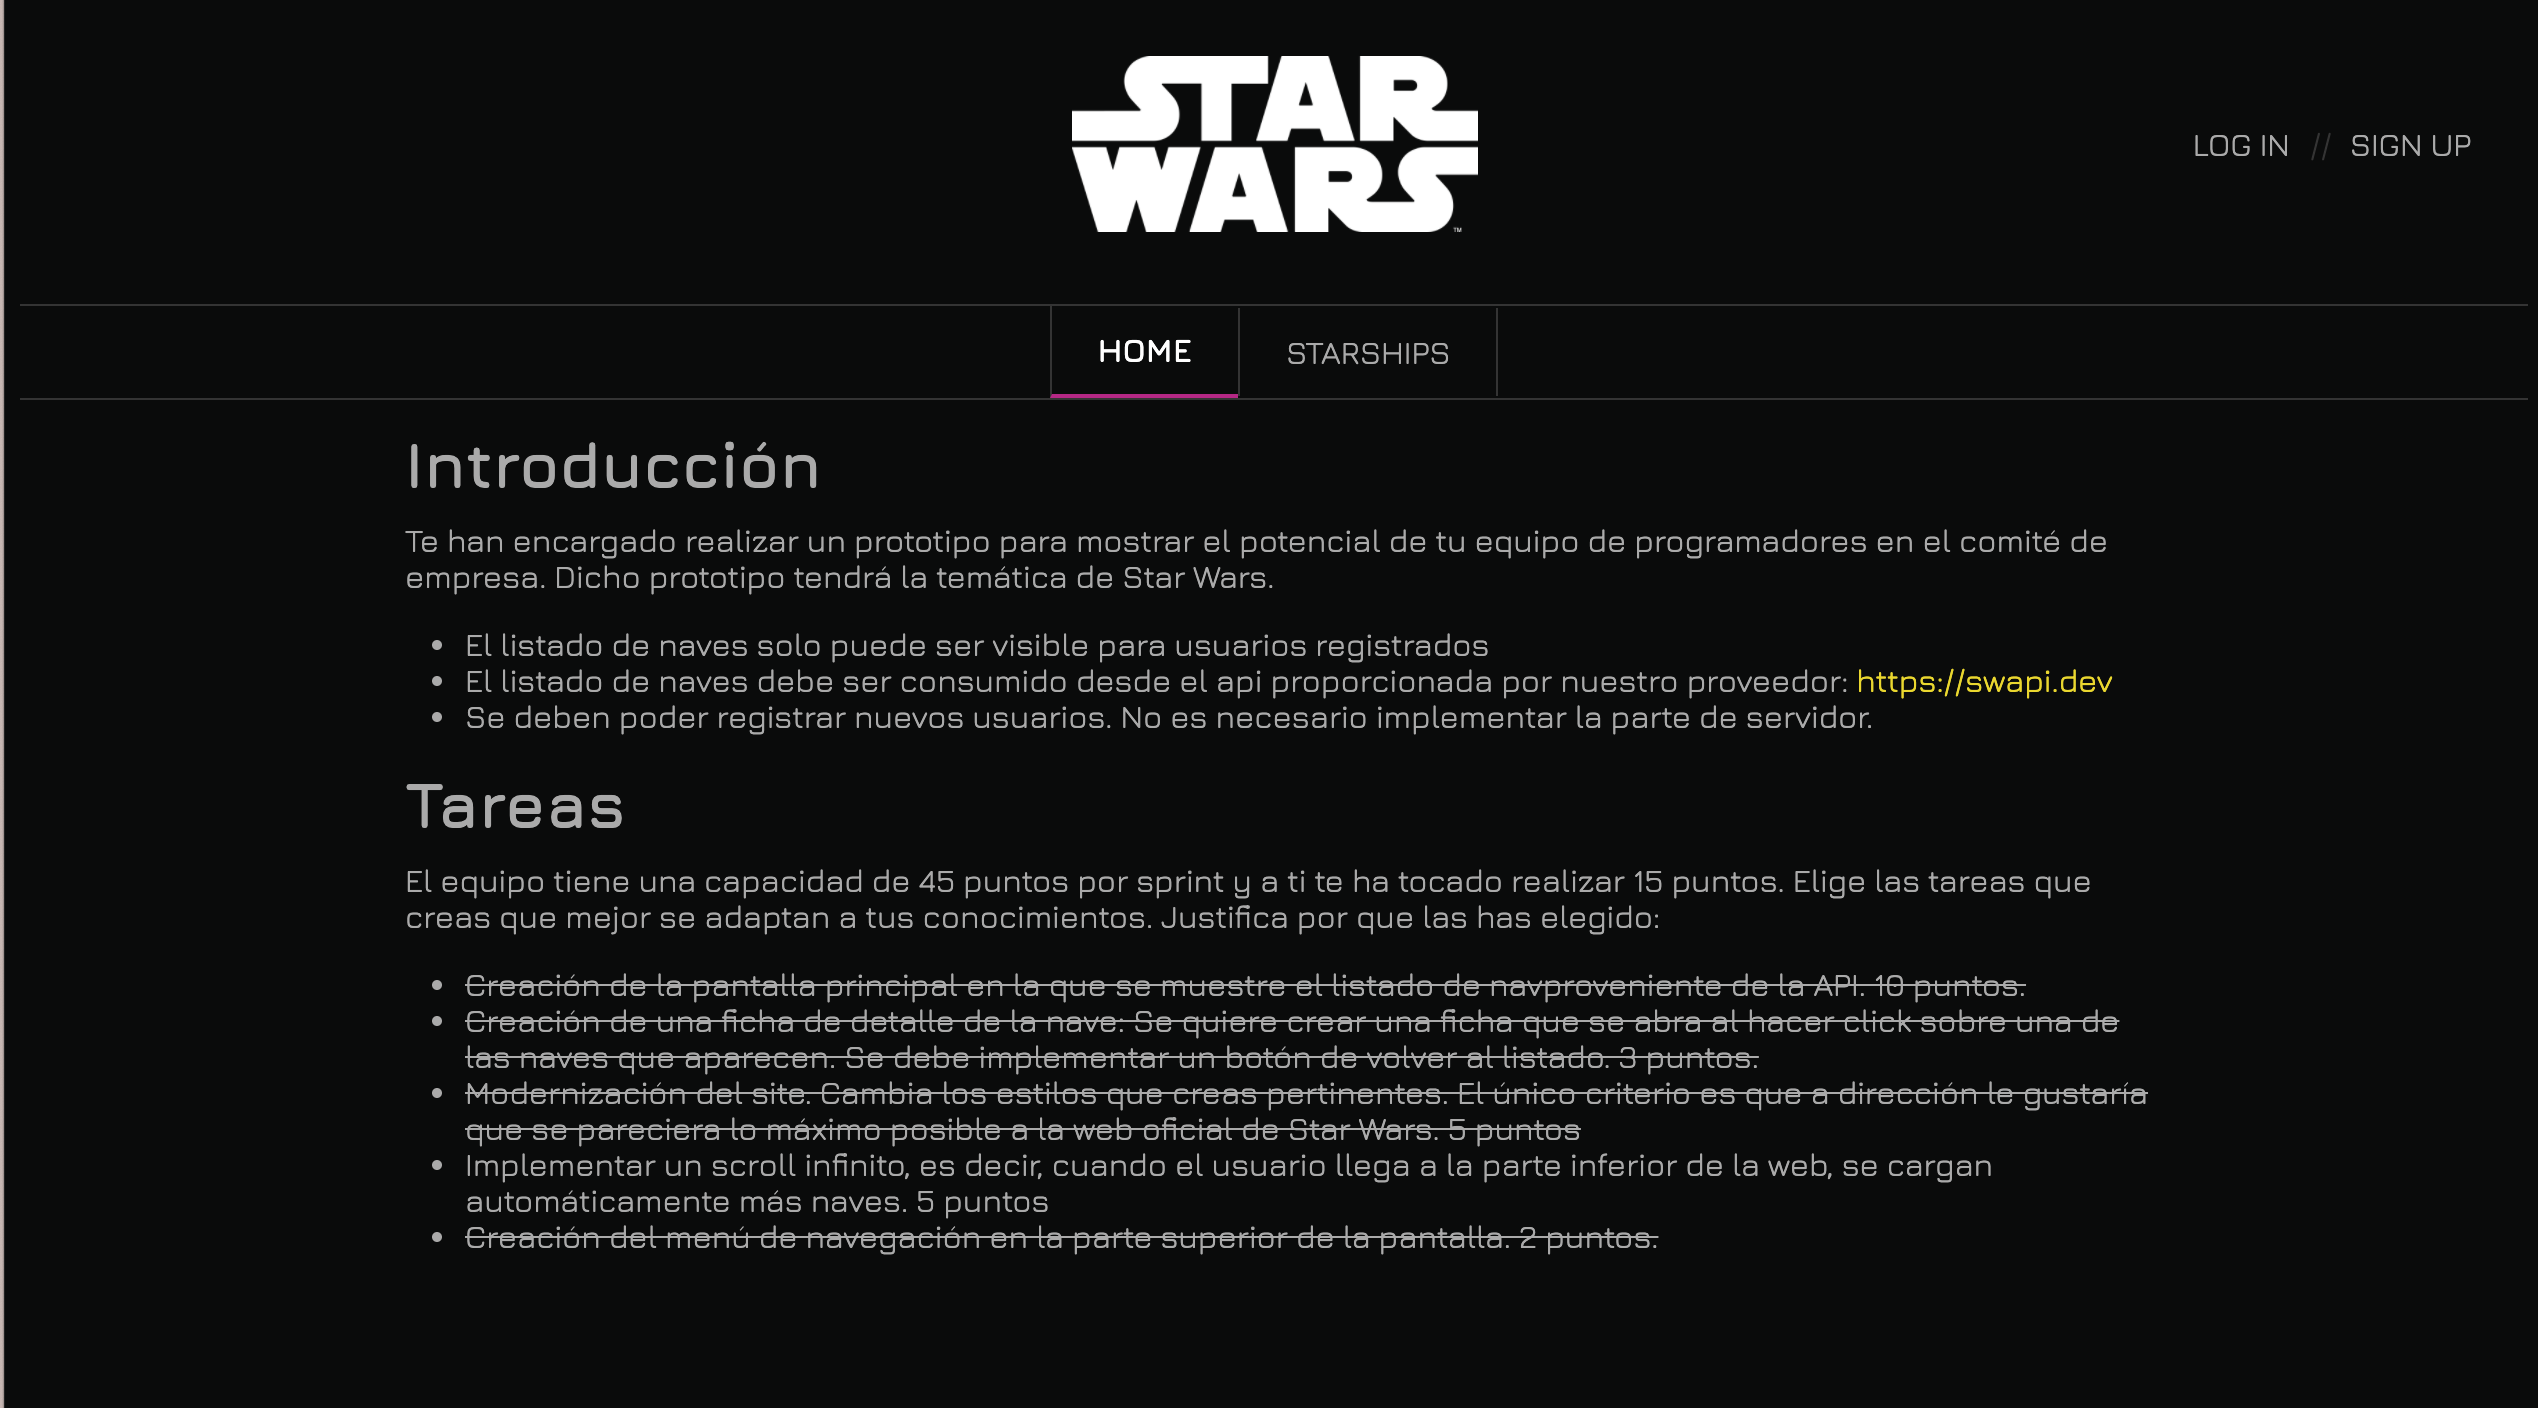 STAR
WARS
™
LOG IN // SIGN UP
HOME
STARSHIPS
Introducción
Te han encargado realizar un prototipo para mostrar el potencial de tu equipo de programadores en el comité de
empresa. Dicho prototipo tendrá la temática de Star Wars.
• El listado de naves solo puede ser visible para usuarios registrados
• El listado de naves debe ser consumido desde el api proporcionada por nuestro proveedor: https://swapi.dev
• Se deben poder registrar nuevos usuarios. No es necesario implementar la parte de servidor.
Tareas
El equipo tiene una capacidad de 45 puntos por sprint y a ti te ha tocado realizar 15 puntos. Elige las tareas que
creas que mejor se adaptan a tus conocimientos. Justifica por que las has elegido:
• Creación de la pantalla principal en la que se muestre el listado de navproveniente de la API. 10 puntos.
• Creación de una ficha de detalle de la nave: Se quiere crear una ficha que se abra al hacer click sobre una de
las naves que aparecen. Se debe implementar un botón de volver al listado. 3 puntos.
• Modernización del site. Cambia los estilos que creas pertinentes. El único criterio es que a dirección le gustaría
que se pareciera lo máximo posible a la web oficial de Star Wars. 5 puntos
• Implementar un scroll infinito, es decir, cuando el usuario llega a la parte inferior de la web, se cargan
automáticamente más naves. 5 puntos
• Creación del menú de navegación en la parte superior de la pantalla. 2 puntos.